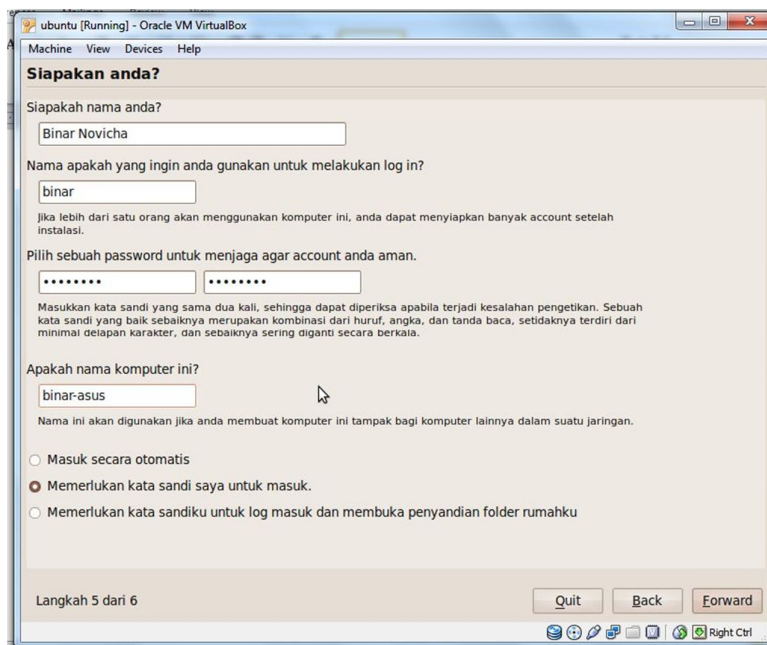 ubuntu [Running] - Oracle VM VirtualBox
Machine View Devices Help
Siapakan anda?
Siapakah nama anda?
Binar Novicha
Nama apakah yang ingin anda gunakan untuk melakukan log in?
binar
Jika lebih dari satu orang akan menggunakan komputer ini, anda dapat menyiapkan banyak account setelah
instalasi.
Pilih sebuah password untuk menjaga agar account anda aman.
•••••••• ••••••••
Masukkan kata sandi yang sama dua kali, sehingga dapat diperiksa apabila terjadi kesalahan pengetikan. Sebuah
kata sandi yang baik sebaiknya merupakan kombinasi dari huruf, angka, dan tanda baca, setidaknya terdiri dari
minimal delapan karakter, dan sebaiknya sering diganti secara berkala.
Apakah nama komputer ini?
binar-asus
Nama ini akan digunakan jika anda membuat komputer ini tampak bagi komputer lainnya dalam suatu jaringan.
Masuk secara otomatis
Memerlukan kata sandi saya untuk masuk.
Memerlukan kata sandiku untuk log masuk dan membuka penyandian folder rumahku
Langkah 5 dari 6
Quit Back Forward
Right Ctrl